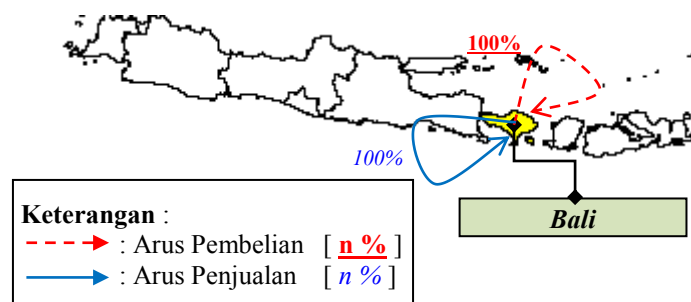 100%
100%
Bali
Keterangan :
: Arus Pembelian [ n % ]
: Arus Penjualan [ n % ]